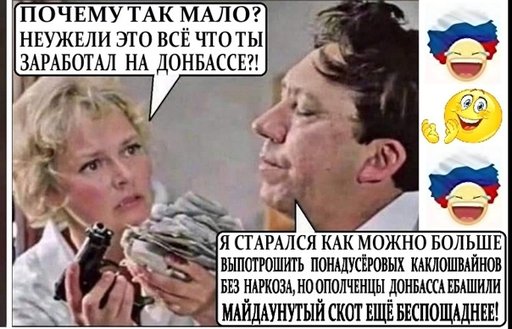 ПОЧЕМУ ТАК МАЛО?
НЕУЖЕЛИ ЭТО ВСЁ ЧТО ТЫ
ЗАРАБОТАЛ НА ДОНБАССЕ?!
Я СТАРАЛСЯ КАК МОЖНО БОЛЬШЕ
ВЫПОТРОШИТЬ ПОНАДУСЁРОВЫХ КАКЛОШВАЙНОВ
БЕЗ НАРКОЗА, НО ОПОЛЧЕНЦЫ ДОНБАССА ЕБАШИЛИ
МАЙДАУНУТЫЙ СКОТ ЕЩЁ БЕСПОЩАДНЕЕ!